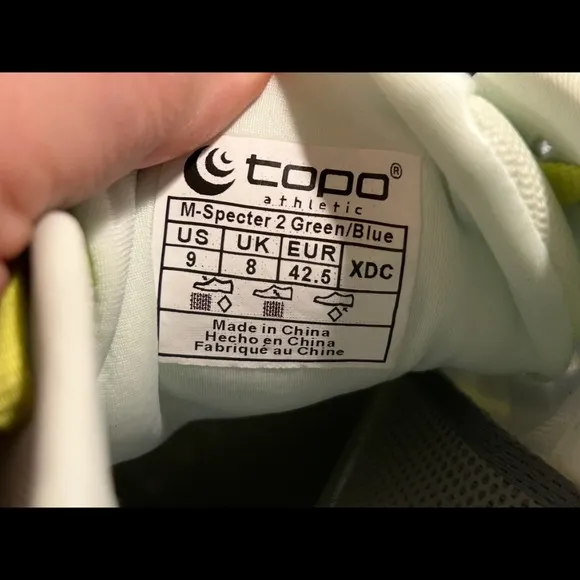 topo®
athletic
M-Specter 2 Green/Blue
US UK EUR XDC
9 8 42.5
Made in China
Hecho en China
Fabriqué au Chine